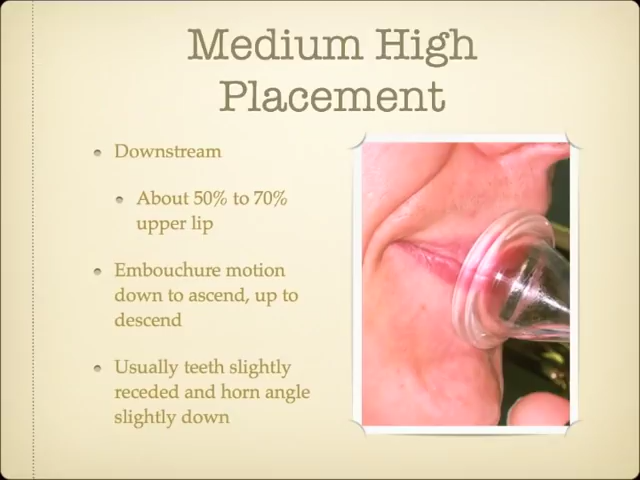 Medium High
Placement
Downstream
About 50% to 70%
upper lip
Embouchure motion
down to ascend, up to
descend
Usually teeth slightly
receded and horn angle
slightly down